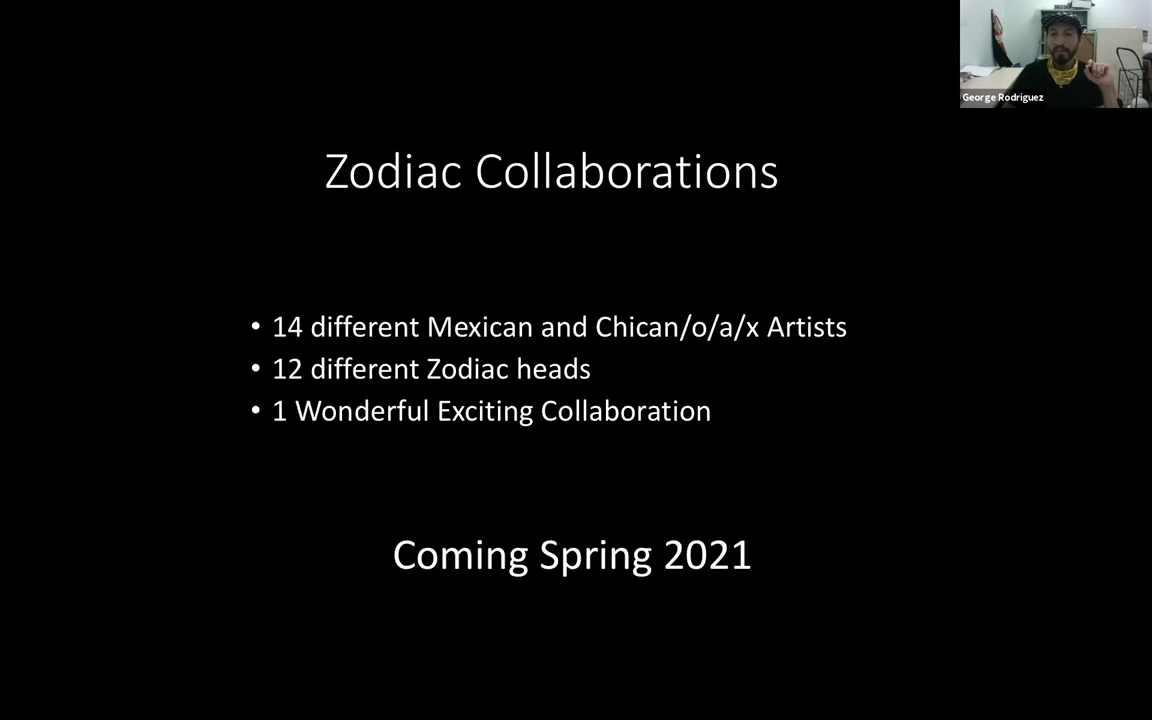 George Rodriguez
Zodiac Collaborations
• 14 different Mexican and Chican/o/a/x Artists
• 12 different Zodiac heads
• 1 Wonderful Exciting Collaboration
Coming Spring 2021